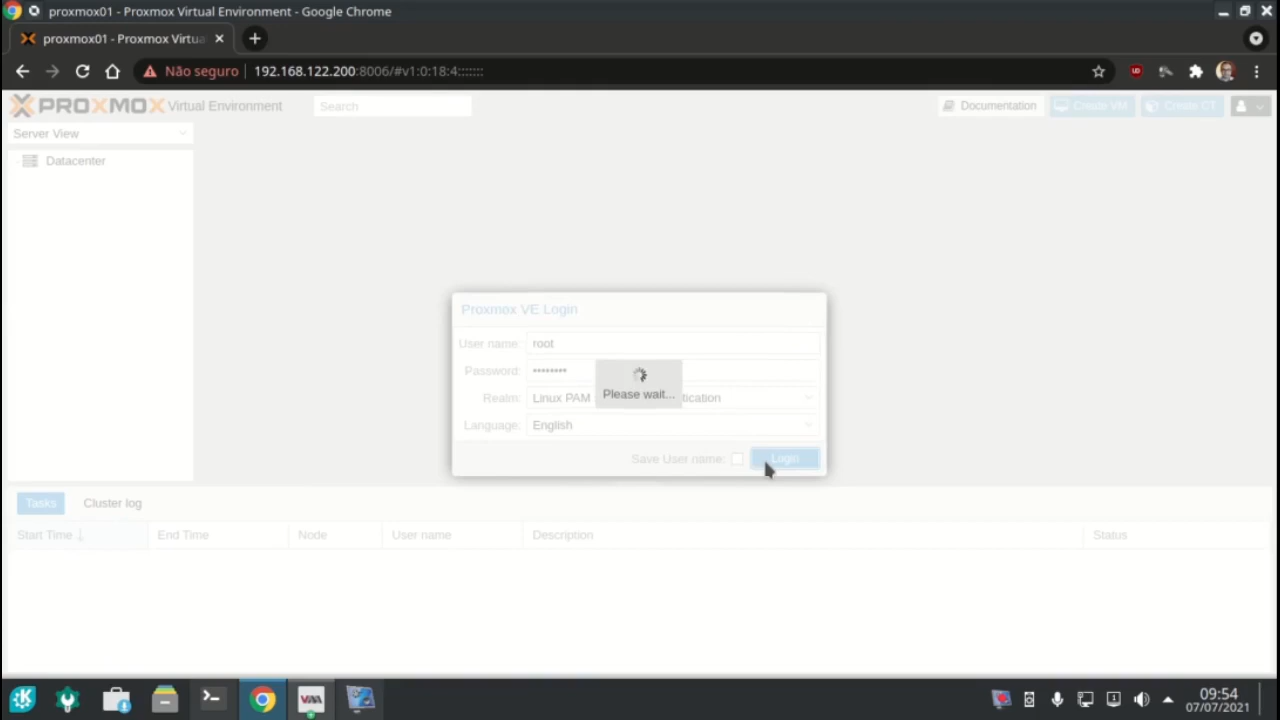 proxmox01 - Proxmox Virtual Environment - Google Chrome
proxmox01 - Proxmox Virtua
Não seguro 192.168.122.200:8006/#v1:0:18:4:::::::
PROXMOX Virtual Environment Search Documentation Create VM Create CT
Server View
Datacenter
Proxmox VE Login
User name: root
Password: ••••••••
Please wait...
Realm: Linux PAM tication
Language: English
Save User name: Login
Tasks Cluster log
Start Time End Time Node User name Description Status
09:54
07/07/2021